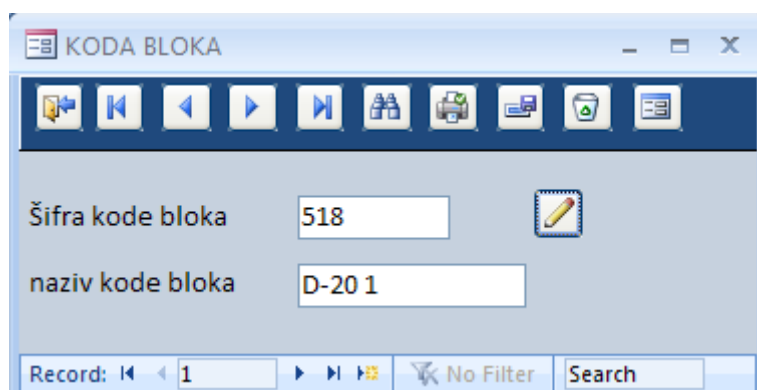 KODA BLOKA
Šifra kode bloka 518
naziv kode bloka D-20 1
Record: 1 No Filter Search